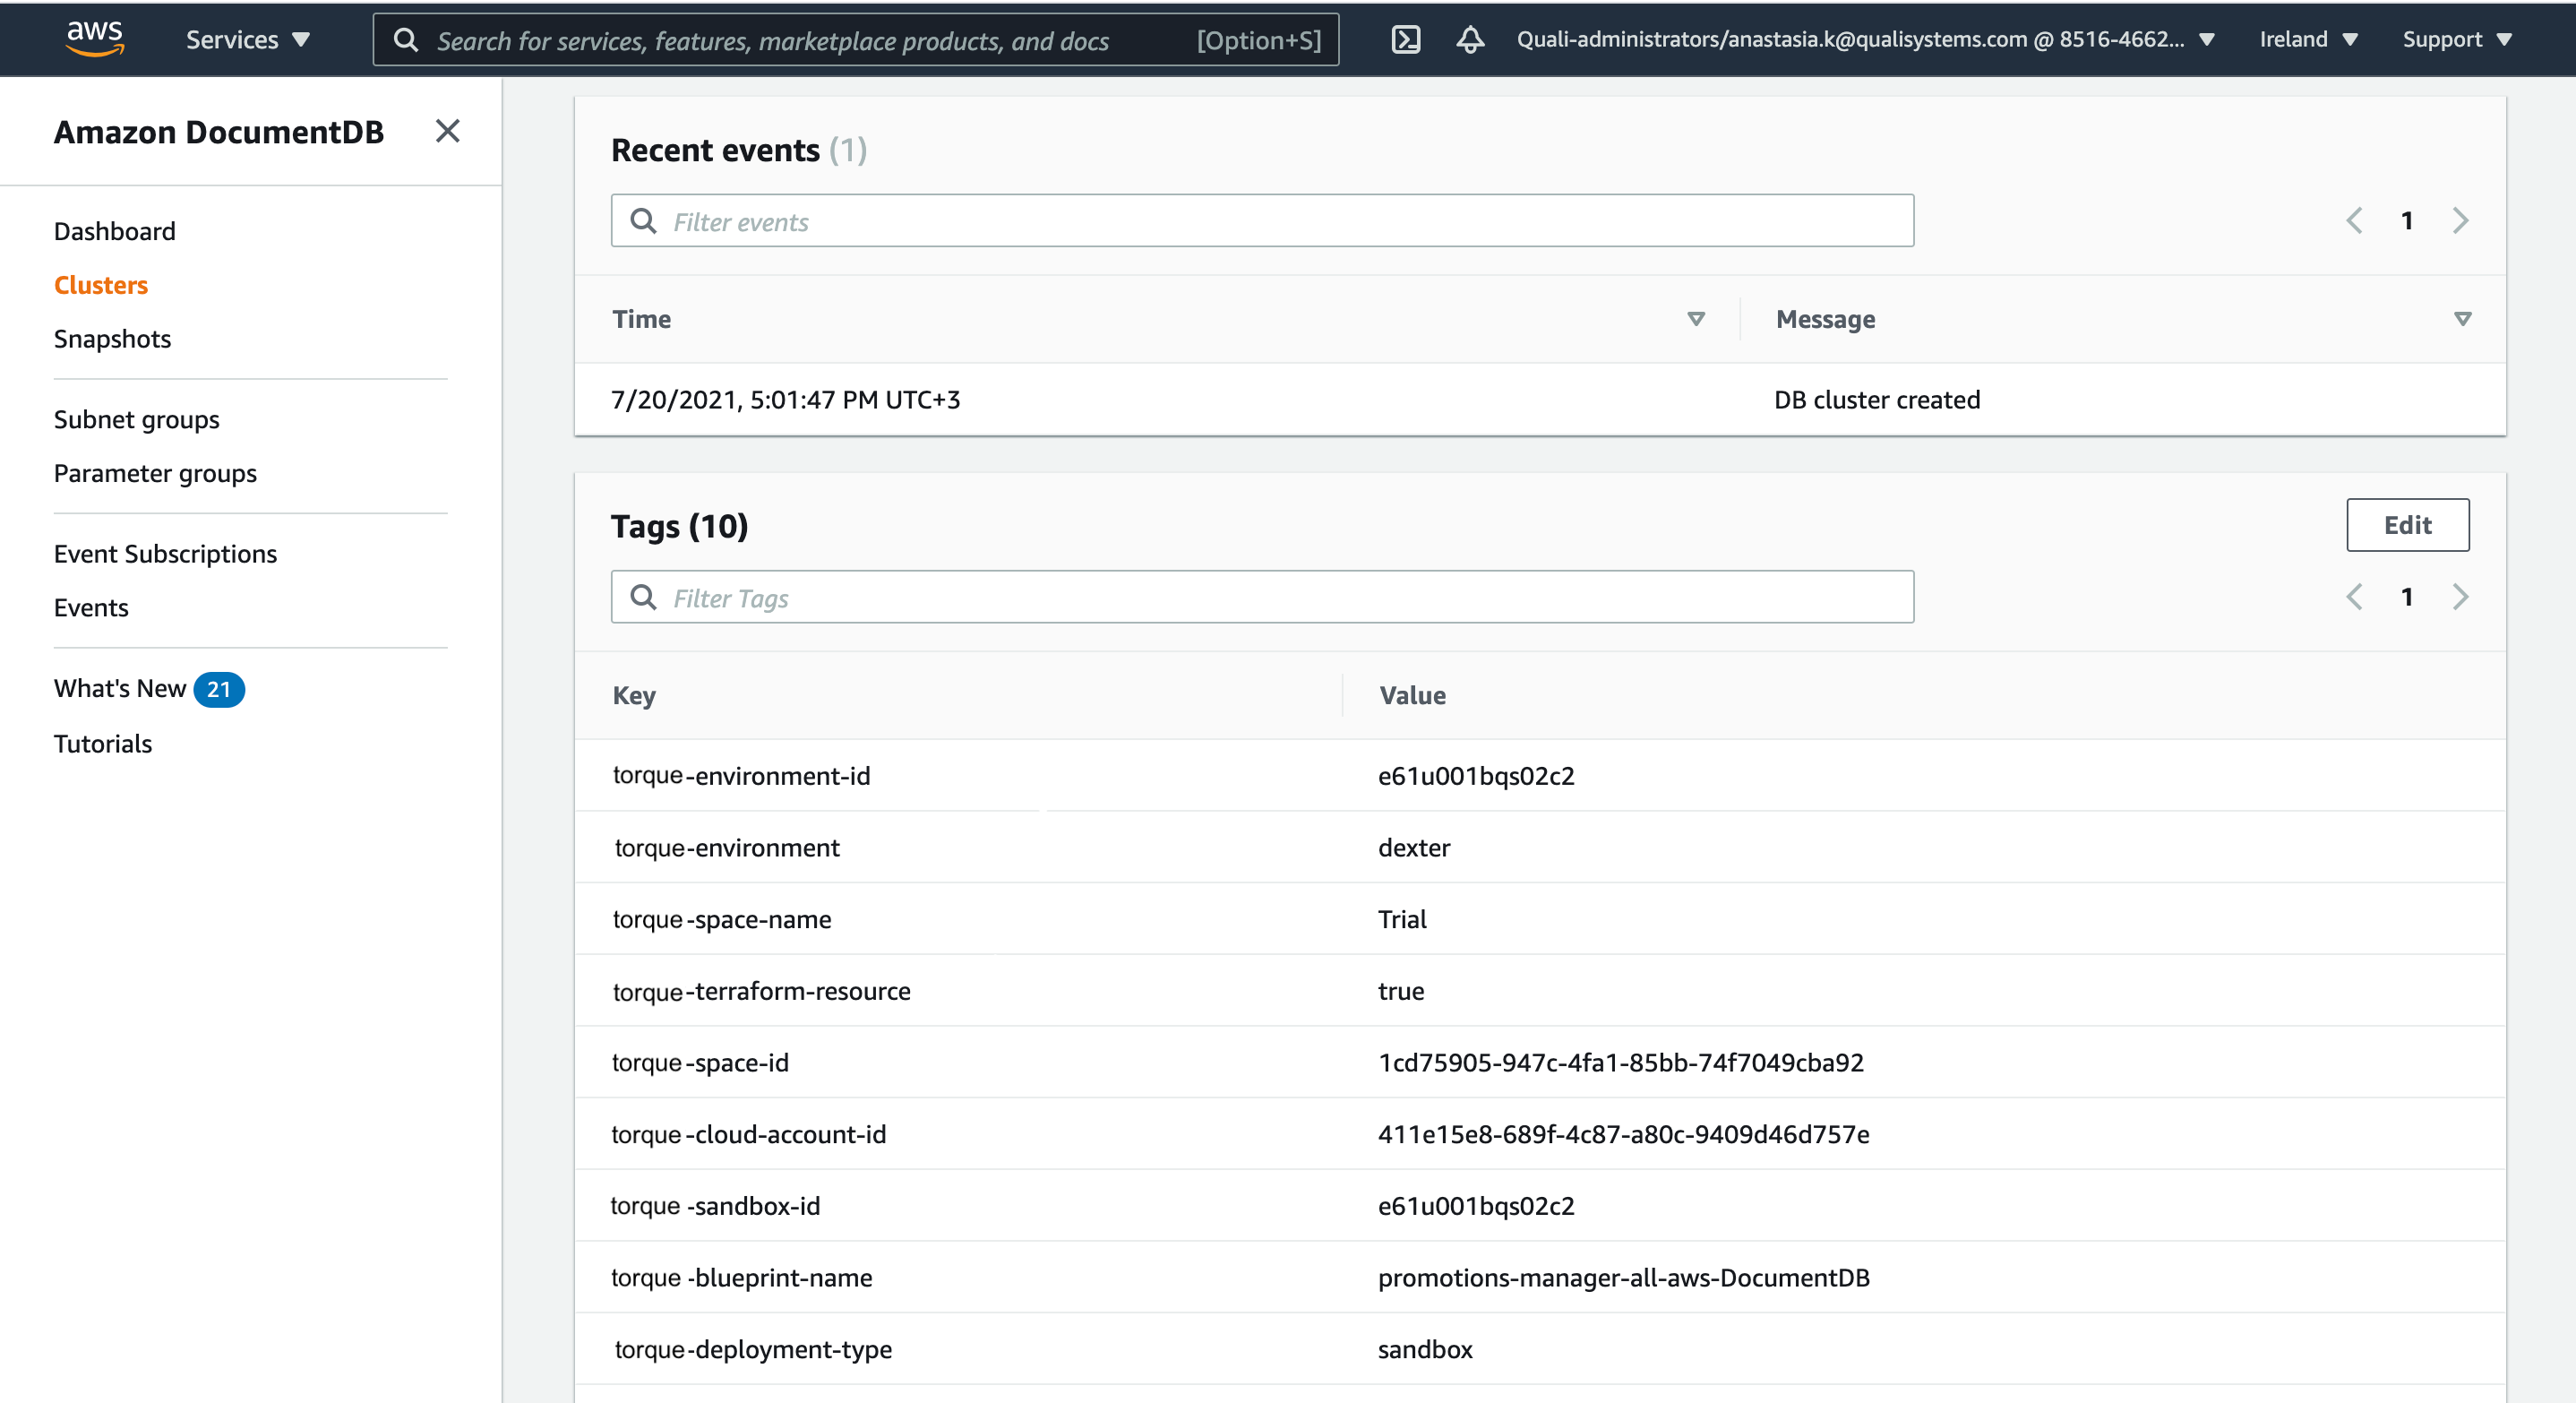 aws
Services
Search for services, features, marketplace products, and docs
[Option+S]
Quali-administrators/anastasia.k@qualisystems.com @ 8516-4662...
Ireland
Support
Amazon DocumentDB
Dashboard
Clusters
Snapshots
Subnet groups
Parameter groups
Event Subscriptions
Events
What's New 21
Tutorials
Recent events (1)
Filter events
1
Time
Message
7/20/2021, 5:01:47 PM UTC+3
DB cluster created
Tags (10)
Edit
Filter Tags
1
Key
Value
torque-environment-id
e61u001bqs02c2
torque-environment
dexter
torque-space-name
Trial
torque-terraform-resource
true
torque-space-id
1cd75905-947c-4fa1-85bb-74f7049cba92
torque-cloud-account-id
411e15e8-689f-4c87-a80c-9409d46d757e
torque -sandbox-id
e61u001bqs02c2
torque -blueprint-name
promotions-manager-all-aws-DocumentDB
torque-deployment-type
sandbox